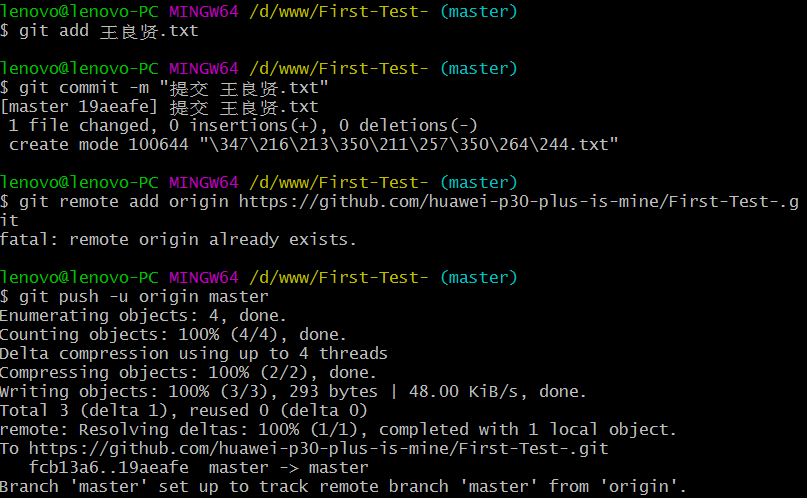 lenovo@lenovo-PC MINGW64 /d/www/First-Test- (master)
$ git add 王良贤.txt
lenovo@lenovo-PC MINGW64 /d/www/First-Test- (master)
$ git commit -m "提交 王良贤.txt"
[master 19aeafe] 提交 王良贤.txt
1 file changed, 0 insertions(+), 0 deletions(-)
create mode 100644 "\347\216\213\350\211\257\350\264\244.txt"
lenovo@lenovo-PC MINGW64 /d/www/First-Test- (master)
$ git remote add origin https://github.com/huawei-p30-plus-is-mine/First-Test-.g
it
fatal: remote origin already exists.
lenovo@lenovo-PC MINGW64 /d/www/First-Test- (master)
$ git push -u origin master
Enumerating objects: 4, done.
Counting objects: 100% (4/4), done.
Delta compression using up to 4 threads
Compressing objects: 100% (2/2), done.
Writing objects: 100% (3/3), 293 bytes | 48.00 KiB/s, done.
Total 3 (delta 1), reused 0 (delta 0)
remote: Resolving deltas: 100% (1/1), completed with 1 local object.
To https://github.com/huawei-p30-plus-is-mine/First-Test-.git
fcb13a6..19aeafe  master -> master
Branch 'master' set up to track remote branch 'master' from 'origin'.